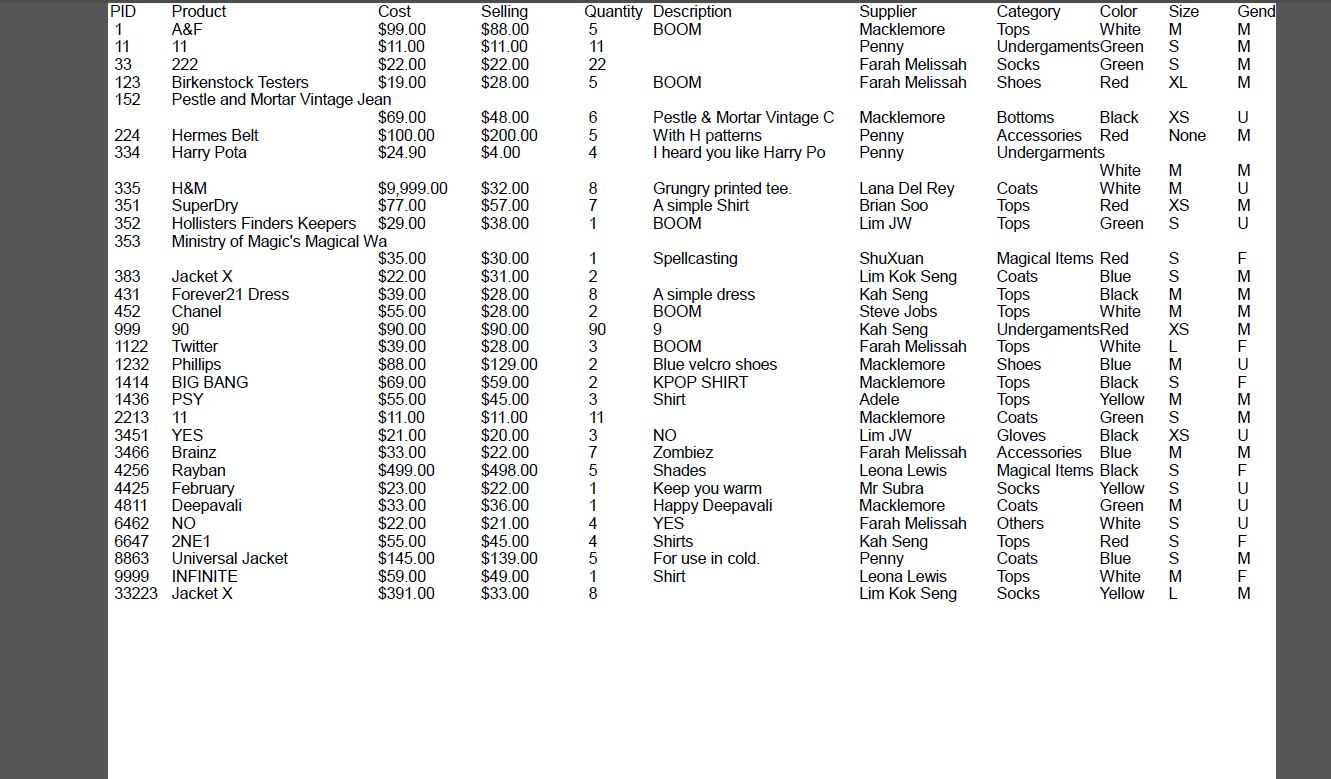 PID Product Cost Selling Quantity Description Supplier Category Color Size Gend
1 A&F $99.00 $88.00 5 BOOM Macklemore Tops White M M
11 11 $11.00 $11.00 11 Penny UndergamentsGreen S M
33 222 $22.00 $22.00 22 Farah Melissah Socks Green S M
123 Birkenstock Testers $19.00 $28.00 5 BOOM Farah Melissah Shoes Red XL M
152 Pestle and Mortar Vintage Jean
$69.00 $48.00 6 Pestle & Mortar Vintage C Macklemore Bottoms Black XS U
224 Hermes Belt $100.00 $200.00 5 With H patterns Penny Accessories Red None M
334 Harry Pota $24.90 $4.00 4 I heard you like Harry Po Penny Undergarments
White M M
335 H&M $9,999.00 $32.00 8 Grungry printed tee. Lana Del Rey Coats White M U
351 SuperDry $77.00 $57.00 7 A simple Shirt Brian Soo Tops Red XS M
352 Hollisters Finders Keepers $29.00 $38.00 1 BOOM Lim JW Tops Green S U
353 Ministry of Magic's Magical Wa
$35.00 $30.00 1 Spellcasting ShuXuan Magical Items Red S F
383 Jacket X $22.00 $31.00 2 Lim Kok Seng Coats Blue S M
431 Forever21 Dress $39.00 $28.00 8 A simple dress Kah Seng Tops Black M M
452 Chanel $55.00 $28.00 2 BOOM Steve Jobs Tops White M M
999 90 $90.00 $90.00 90 9 Kah Seng UndergamentsRed XS M
1122 Twitter $39.00 $28.00 3 BOOM Farah Melissah Tops White L F
1232 Phillips $88.00 $129.00 2 Blue velcro shoes Macklemore Shoes Blue M U
1414 BIG BANG $69.00 $59.00 2 KPOP SHIRT Macklemore Tops Black S F
1436 PSY $55.00 $45.00 3 Shirt Adele Tops Yellow M M
2213 11 $11.00 $11.00 11 Macklemore Coats Green S M
3451 YES $21.00 $20.00 3 NO Lim JW Gloves Black XS U
3466 Brainz $33.00 $22.00 7 Zombiez Farah Melissah Accessories Blue M M
4256 Rayban $499.00 $498.00 5 Shades Leona Lewis Magical Items Black S F
4425 February $23.00 $22.00 1 Keep you warm Mr Subra Socks Yellow S U
4811 Deepavali $33.00 $36.00 1 Happy Deepavali Macklemore Coats Green M U
6462 NO $22.00 $21.00 4 YES Farah Melissah Others White S U
6647 2NE1 $55.00 $45.00 4 Shirts Kah Seng Tops Red S F
8863 Universal Jacket $145.00 $139.00 5 For use in cold. Penny Coats Blue S M
9999 INFINITE $59.00 $49.00 1 Shirt Leona Lewis Tops White M F
33223 Jacket X $391.00 $33.00 8 Lim Kok Seng Socks Yellow L M